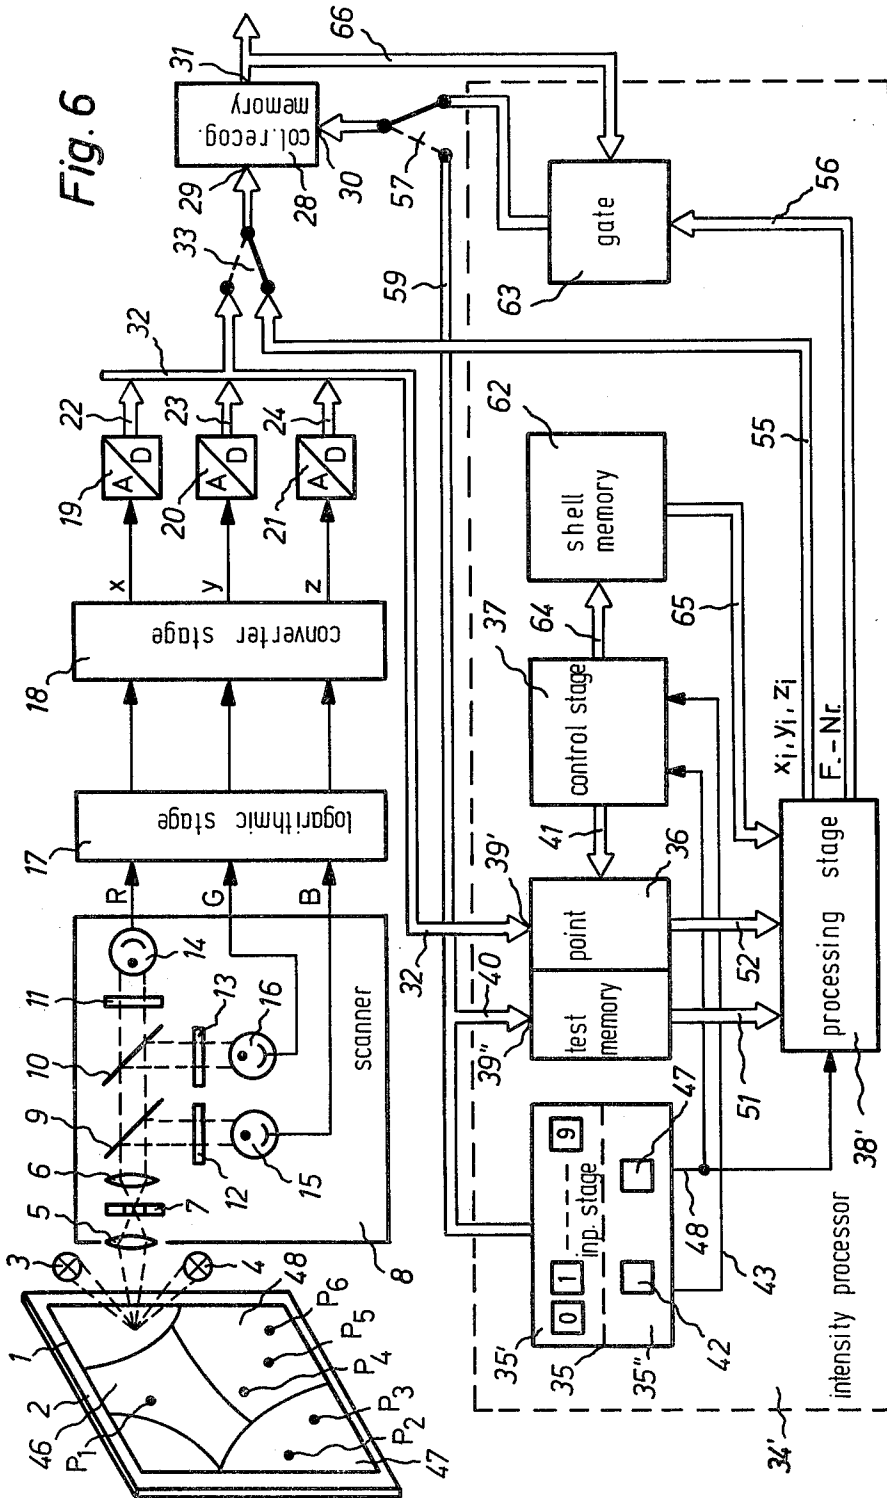 Fig. 6
1
2
46
P1
3
4
48
P6
P5
P4
P3
P2
47
5
6
7
8
9
10
11
12
13
14
15
16
scanner
R
G
B
17
logarithmic stage
18
converter stage
x
y
z
19
A
D
20
A
D
21
A
D
22
23
24
32
33
29
28
30
31
col.recog.
memory
66
57
59
63
gate
56
62
shell
memory
64
65
37
control stage
41
36
39'
point
32
40
39"
test
memory
52
51
55
xi, yi, zi
F.-Nr.
processing stage
38'
35'
0
1
9
inp. stage
35
35"
42
47
48
43
intensity processor
34'